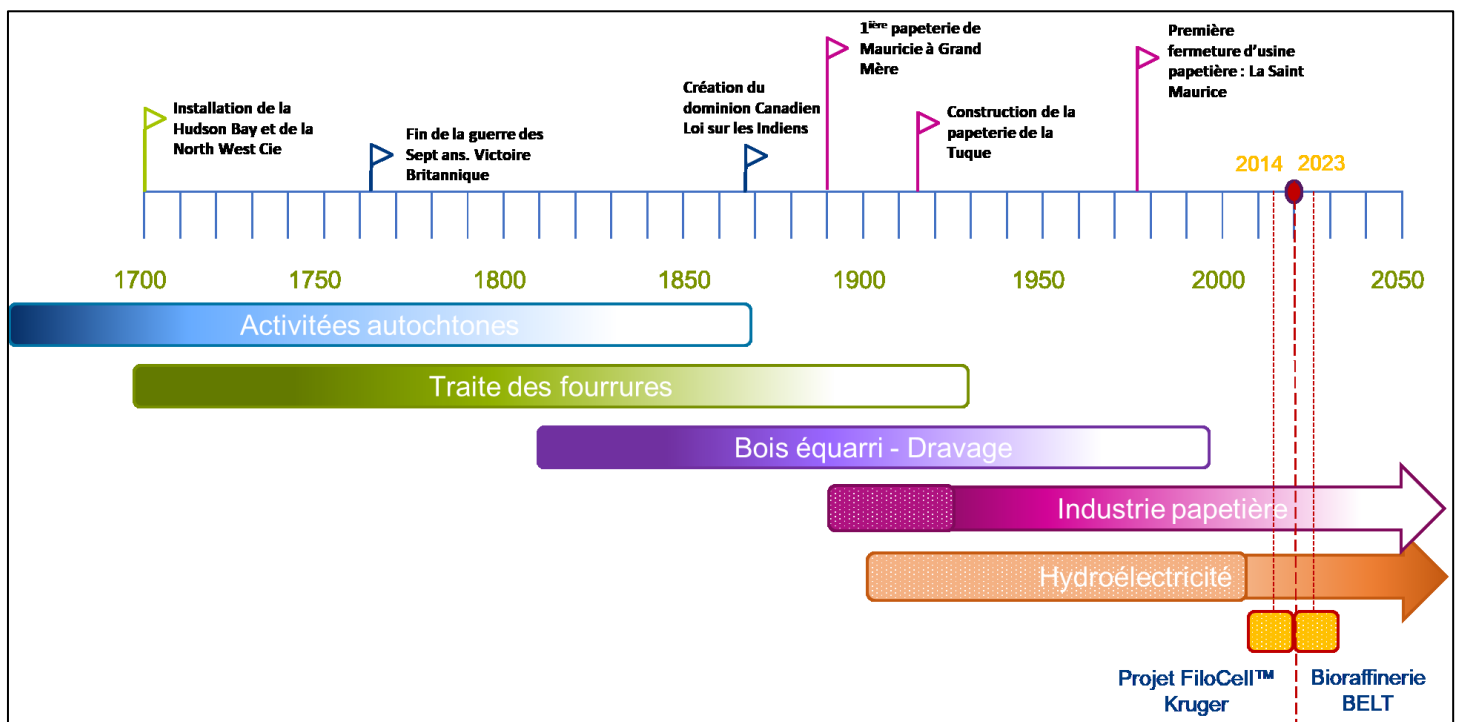 Installation de la
Hudson Bay et de la
North West Cie
Fin de la guerre des
Sept ans. Victoire
Britannique
Création du
dominion Canadien
Loi sur les Indiens
1ière papeterie de
Mauricie à Grand
Mère
Construction de la
papeterie de la
Tuque
Première
fermeture d'usine
papetière : La Saint
Maurice
2014 2023
1700 1750 1800 1850 1900 1950 2000 2050
Activitées autochtones
Traite des fourrures
Bois équarri - Dravage
Industrie papetière
Hydroélectricité
Projet FiloCell™
Kruger
Bioraffinerie
BELT